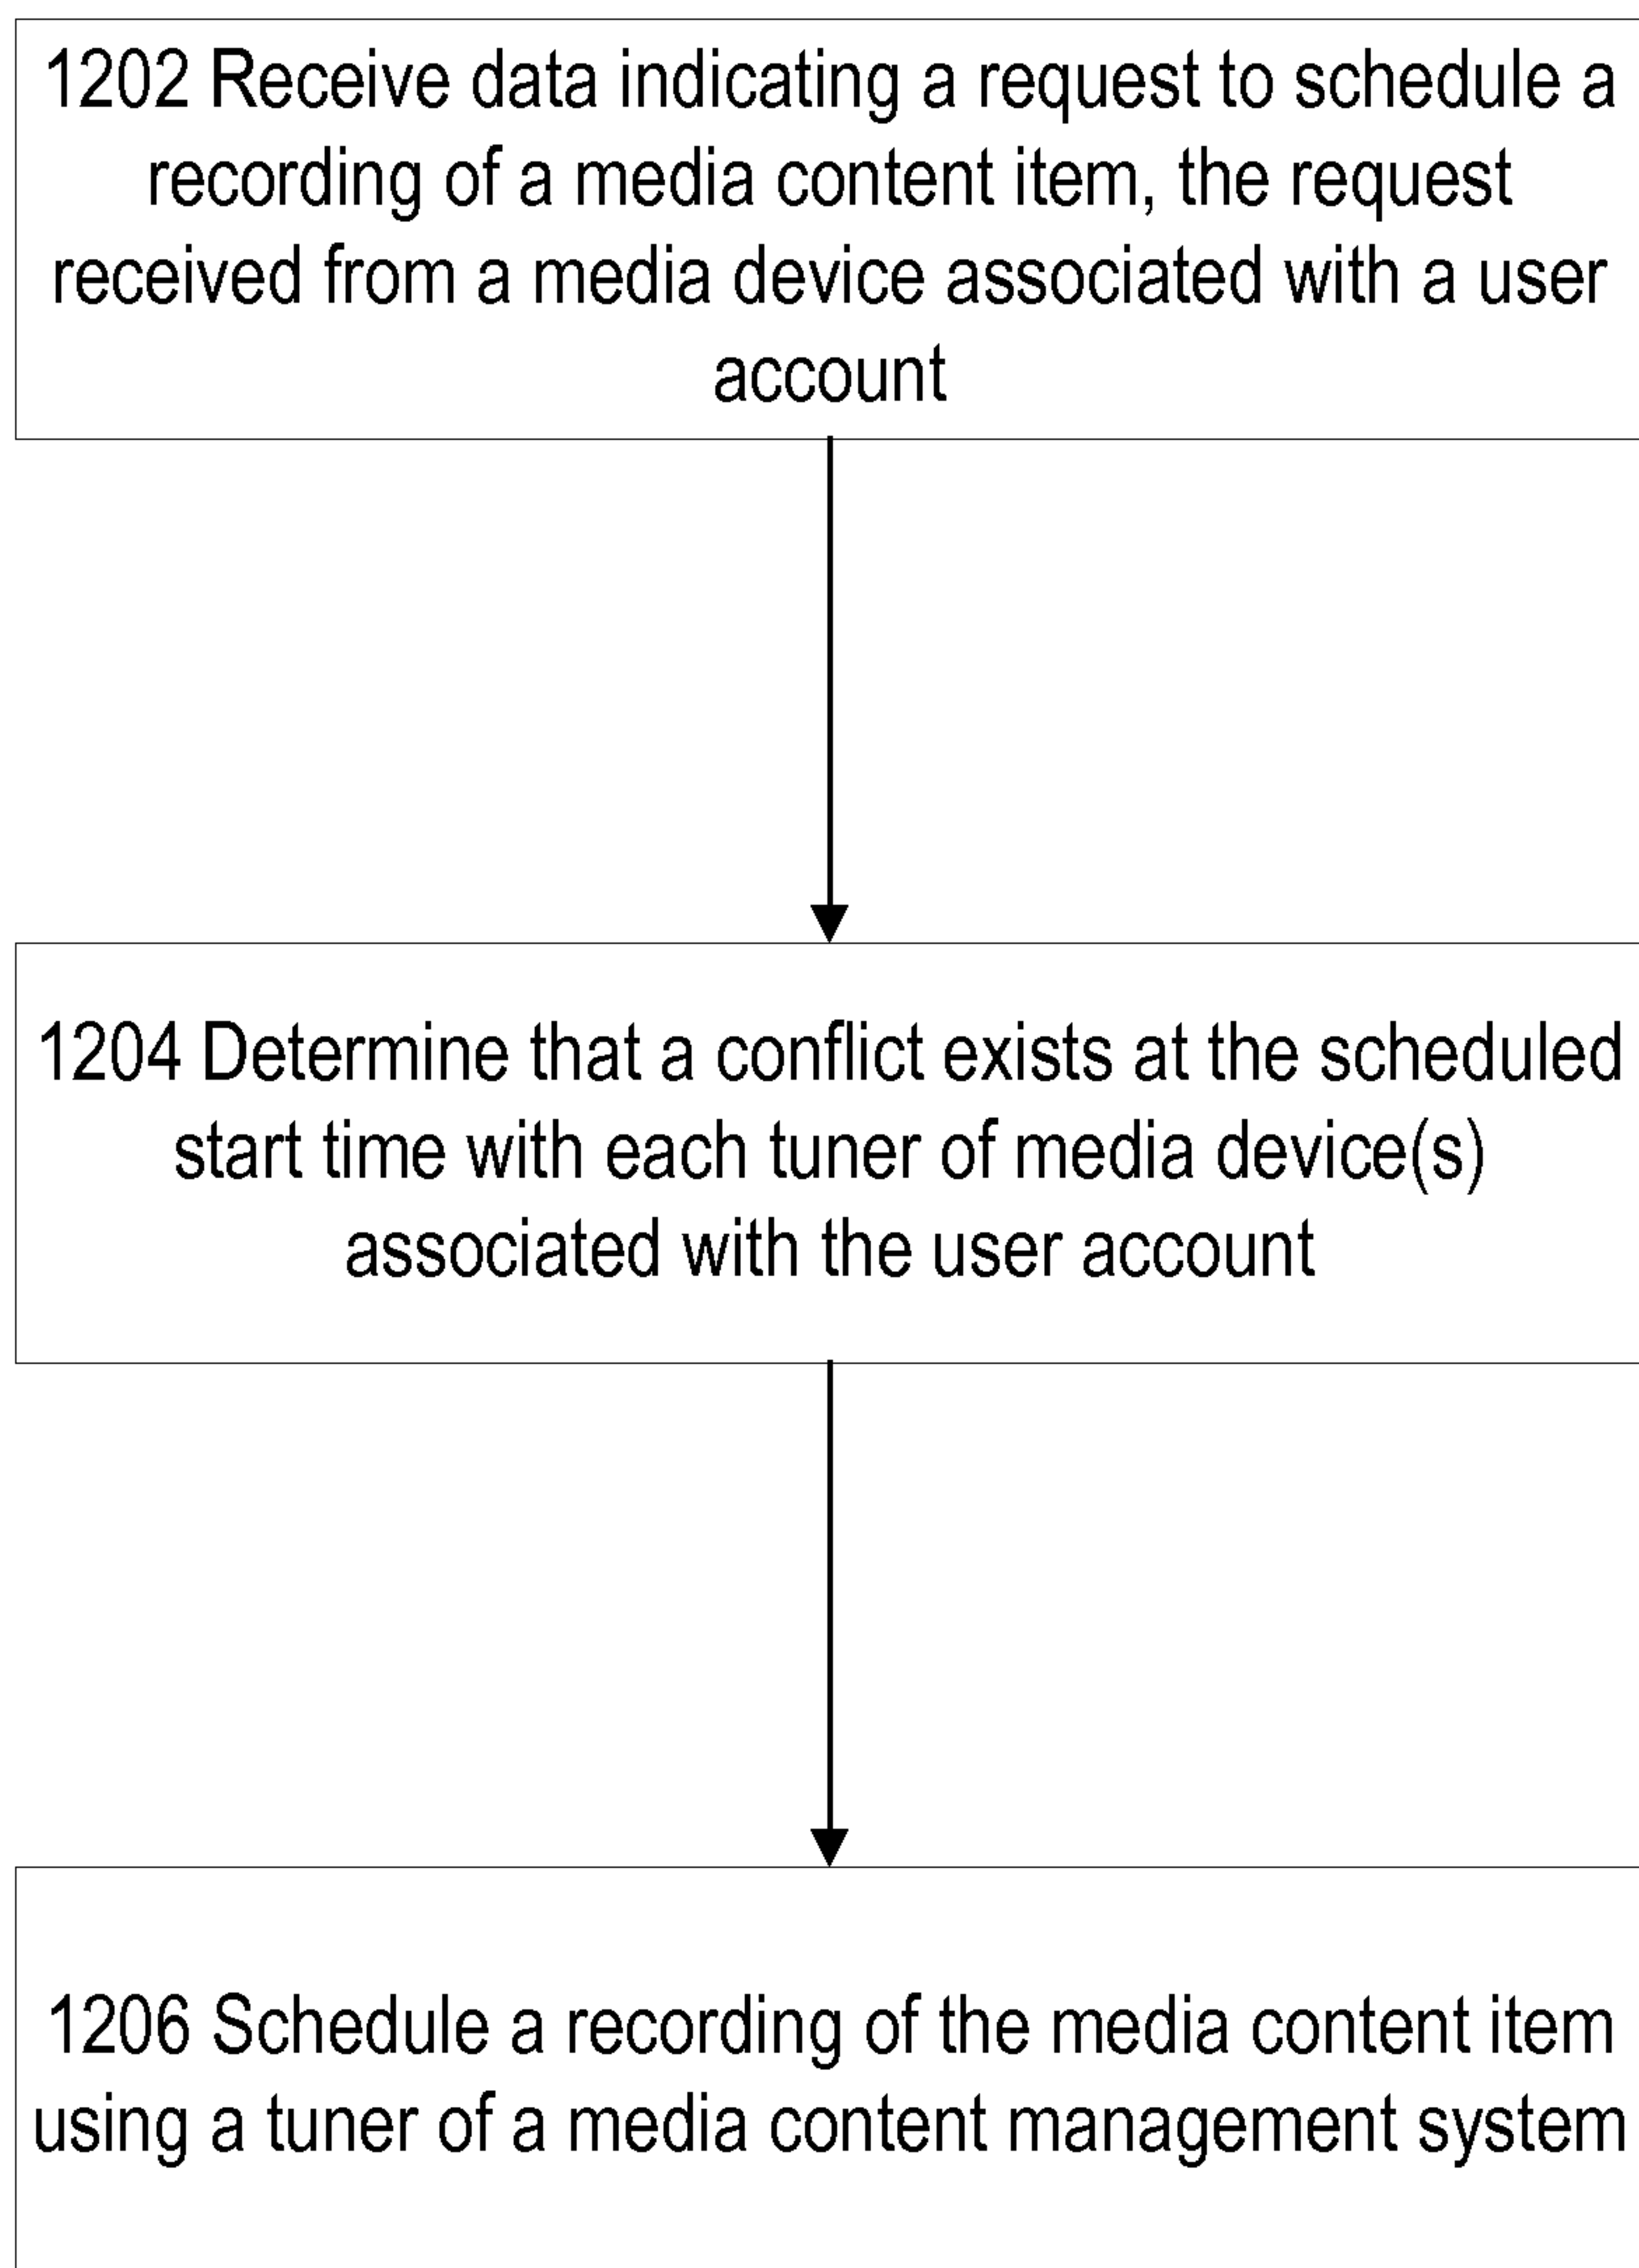 1202 Receive data indicating a request to schedule a
recording of a media content item, the request
received from a media device associated with a user
account
1204 Determine that a conflict exists at the scheduled
start time with each tuner of media device(s)
associated with the user account
1206 Schedule a recording of the media content item
using a tuner of a media content management system